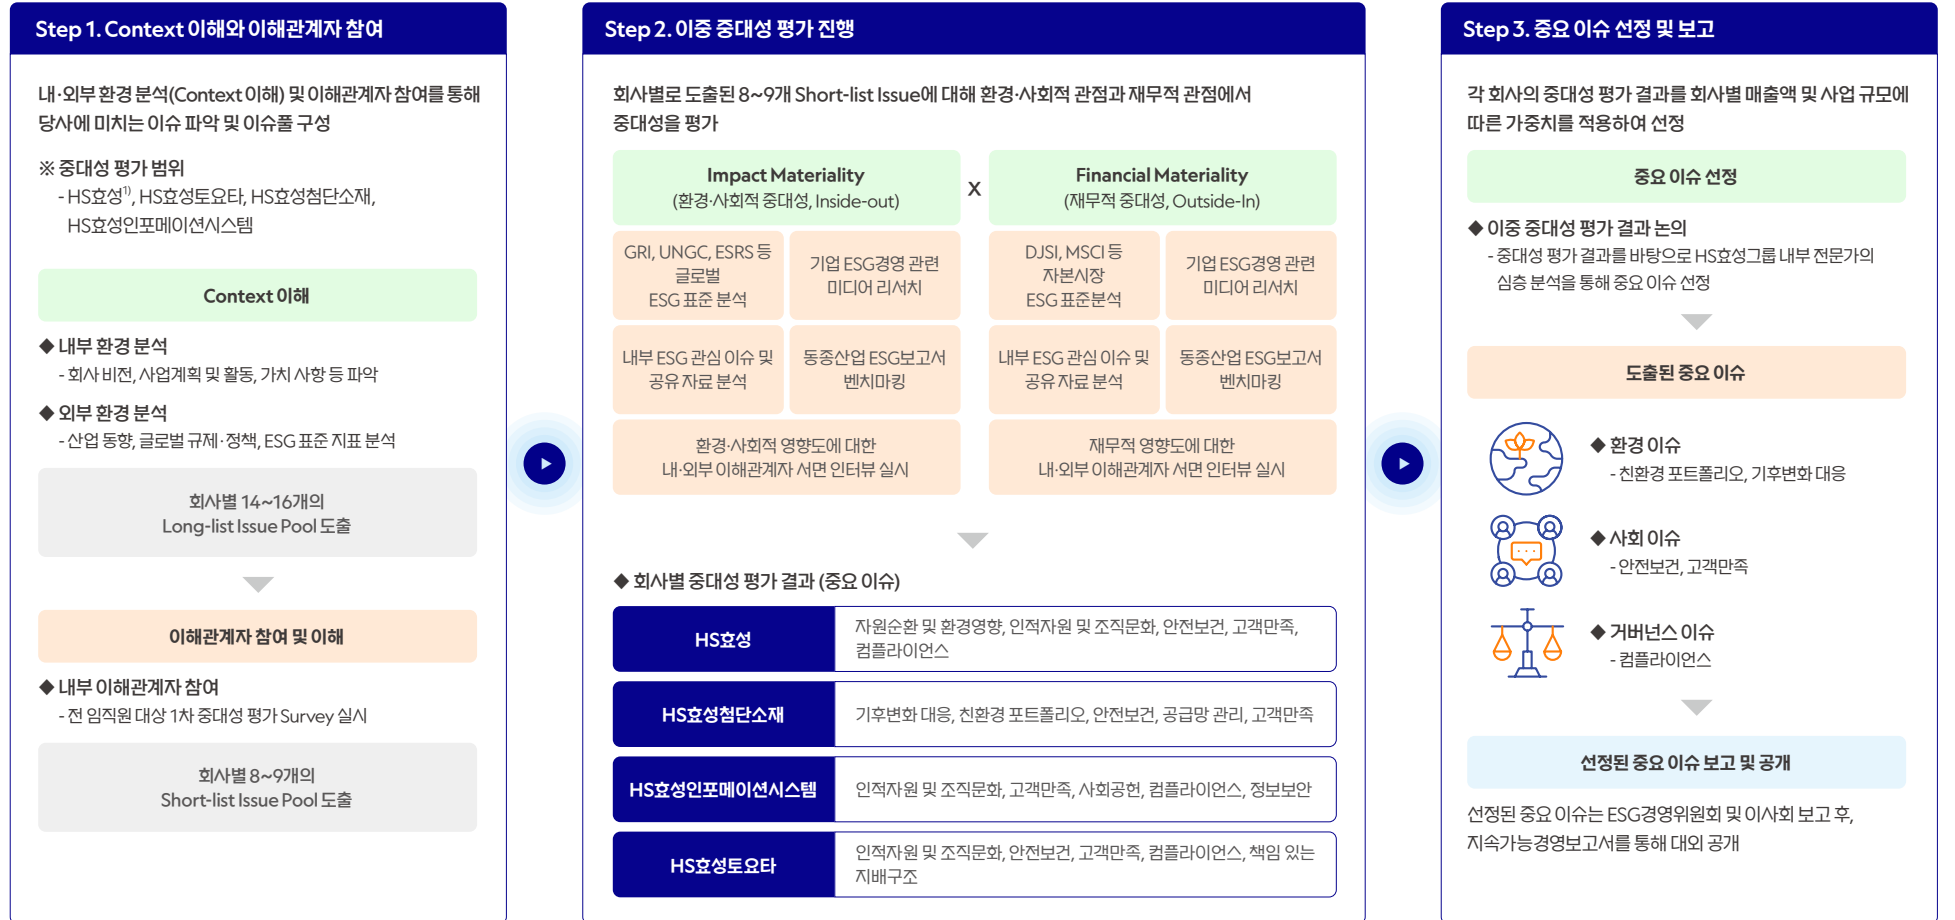 Step 1. Context 이해와 이해관계자 참여
내·외부 환경 분석(Context 이해) 및 이해관계자 참여를 통해
당사에 미치는 이슈 파악 및 이슈풀 구성
※ 중대성 평가 범위
- HS효성1), HS효성토요타, HS효성첨단소재,
HS효성인포메이션시스템
Context 이해
◆ 내부 환경 분석
- 회사 비전, 사업계획 및 활동, 가치 사항 등 파악
◆ 외부 환경 분석
- 산업 동향, 글로벌 규제·정책, ESG 표준 지표 분석
회사별 14~16개의
Long-list Issue Pool 도출
이해관계자 참여 및 이해
◆ 내부 이해관계자 참여
- 전 임직원 대상 1차 중대성 평가 Survey 실시
회사별 8~9개의
Short-list Issue Pool 도출
Step 2. 이중 중대성 평가 진행
회사별로 도출된 8~9개 Short-list Issue에 대해 환경·사회적 관점과 재무적 관점에서
중대성을 평가
Impact Materiality
(환경·사회적 중대성, Inside-out)
X
Financial Materiality
(재무적 중대성, Outside-In)
GRI, UNGC, ESRS 등
글로벌
ESG 표준 분석
기업 ESG경영 관련
미디어 리서치
DJSI, MSCI 등
자본시장
ESG 표준분석
기업 ESG경영 관련
미디어 리서치
내부 ESG 관심 이슈 및
공유 자료 분석
동종산업 ESG보고서
벤치마킹
내부 ESG 관심 이슈 및
공유 자료 분석
동종산업 ESG보고서
벤치마킹
환경·사회적 영향도에 대한
내·외부 이해관계자 서면 인터뷰 실시
재무적 영향도에 대한
내·외부 이해관계자 서면 인터뷰 실시
◆ 회사별 중대성 평가 결과 (중요 이슈)
HS효성
자원순환 및 환경영향, 인적자원 및 조직문화, 안전보건, 고객만족,
컴플라이언스
HS효성첨단소재
기후변화 대응, 친환경 포트폴리오, 안전보건, 공급망 관리, 고객만족
HS효성인포메이션시스템
인적자원 및 조직문화, 고객만족, 사회공헌, 컴플라이언스, 정보보안
HS효성토요타
인적자원 및 조직문화, 안전보건, 고객만족, 컴플라이언스, 책임 있는
지배구조
Step 3. 중요 이슈 선정 및 보고
각 회사의 중대성 평가 결과를 회사별 매출액 및 사업 규모에
따른 가중치를 적용하여 선정
중요 이슈 선정
◆ 이중 중대성 평가 결과 논의
- 중대성 평가 결과를 바탕으로 HS효성그룹 내부 전문가의
심층 분석을 통해 중요 이슈 선정
도출된 중요 이슈
◆ 환경 이슈
- 친환경 포트폴리오, 기후변화 대응
◆ 사회 이슈
- 안전보건, 고객만족
◆ 거버넌스 이슈
- 컴플라이언스
선정된 중요 이슈 보고 및 공개
선정된 중요 이슈는 ESG경영위원회 및 이사회 보고 후,
지속가능경영보고서를 통해 대외 공개